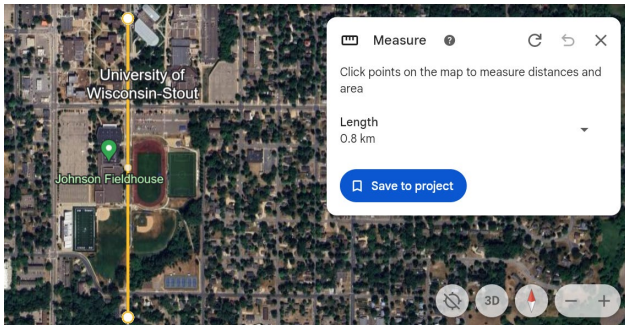 Measure
Click points on the map to measure distances and
area
Length
0.8 km
Save to project
University of
Wisconsin-Stout
Johnson Fieldhouse
3D